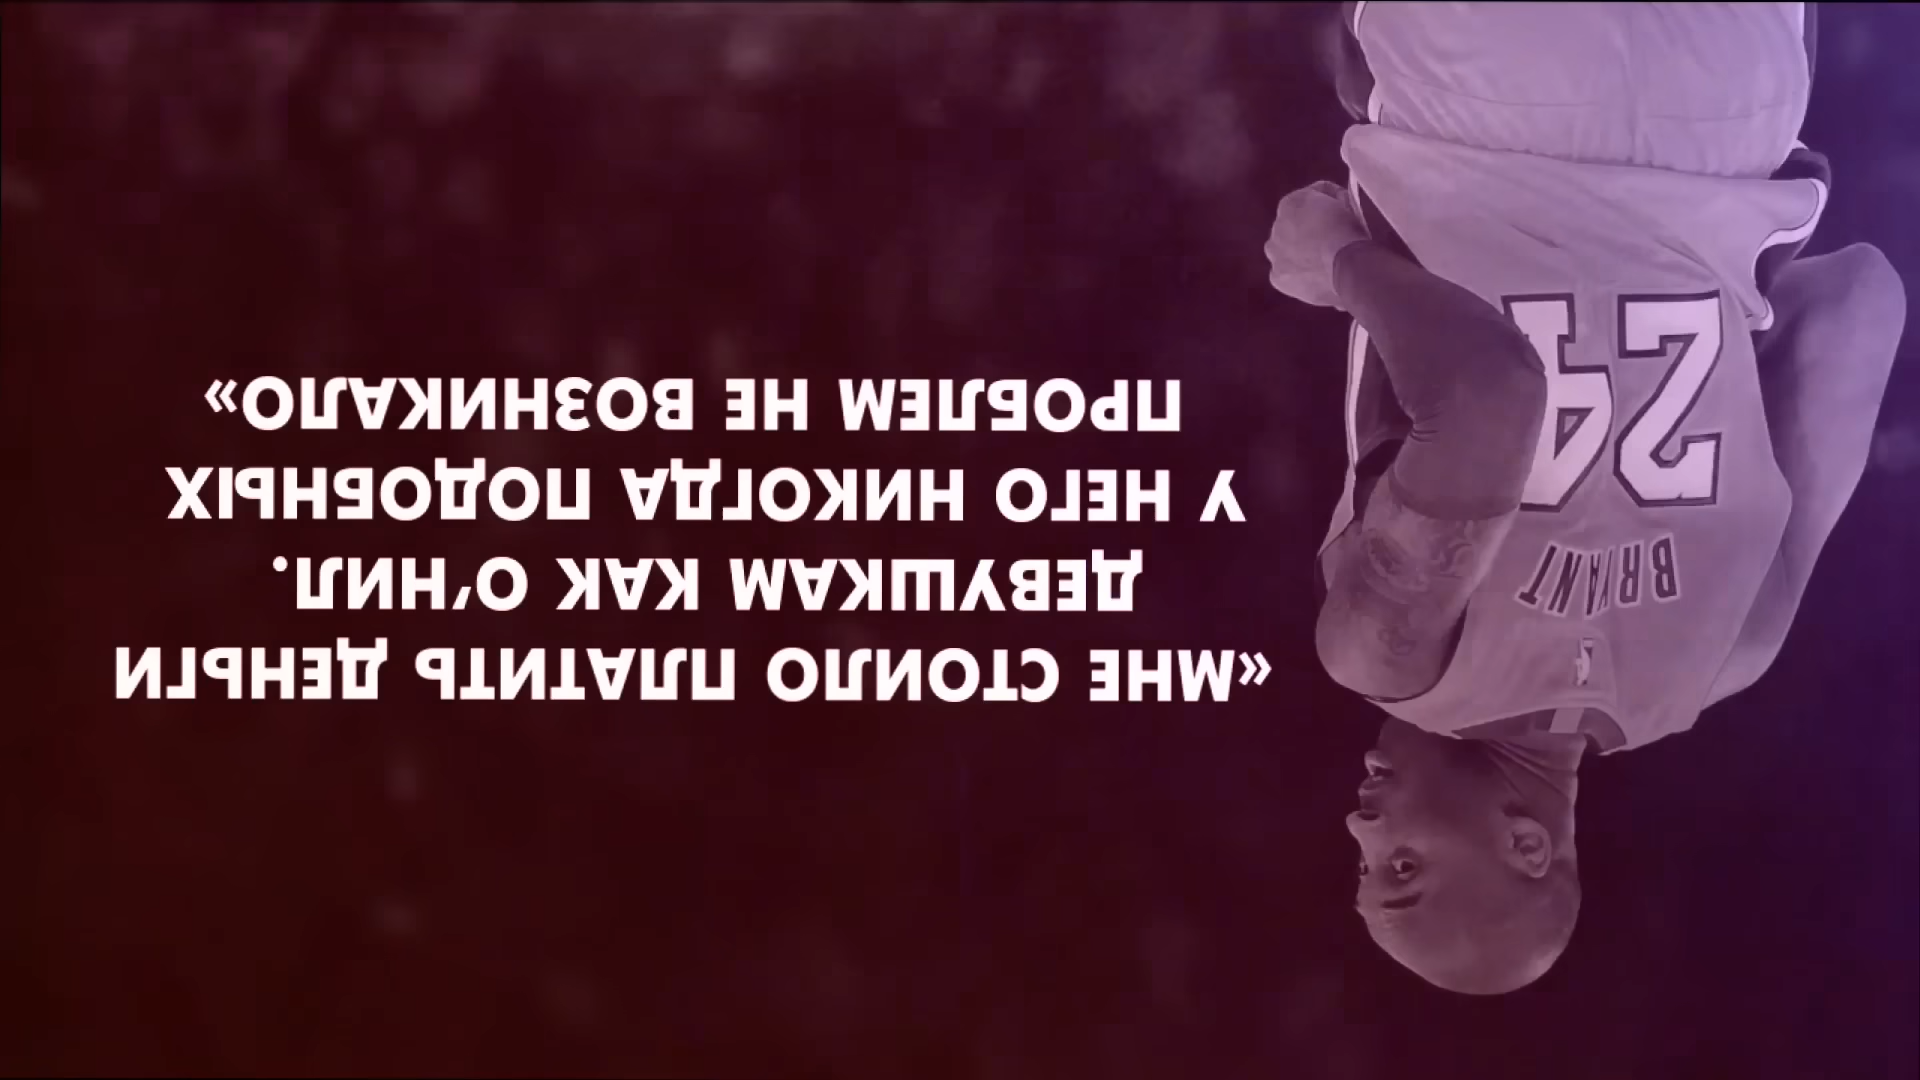 «МНЕ СТОИЛО ПЛАТИТЬ ДЕНЬГИ
ДЕВУШКАМ КАК О'НИЛ.
У НЕГО НИКОГДА ПОДОБНЫХ
ПРОБЛЕМ НЕ ВОЗНИКАЛО»
BRYANT
24